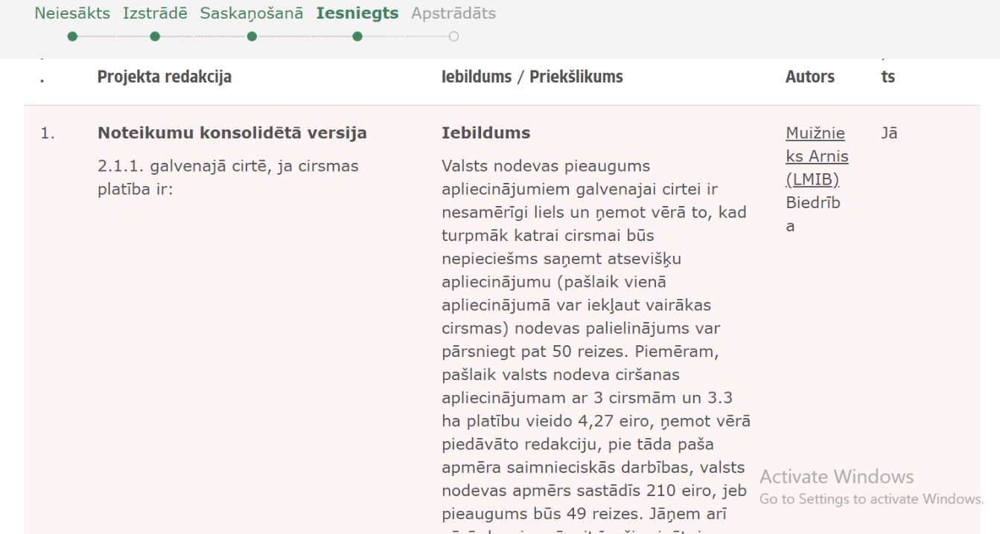 Neiesākts Izstrādē Saskaņošanā Iesniegts Apstrādāts
. Projekta redakcija Iebildums / Priekšlikums Autors ts
1. Noteikumu konsolidētā versija
2.1.1. galvenajā cirtē, ja cirsmas
platība ir:
Iebildums
Valsts nodevas pieaugums
apliecinājumiem galvenajai cirtei ir
nesamērīgi liels un ņemot vērā to, kad
turpmāk katrai cirsmai būs
nepieciešms saņemt atsevišķu
apliecinājumu (pašlaik vienā
apliecinājumā var iekļaut vairākas
cirsmas) nodevas palielinājums var
pārsniegt pat 50 reizes. Piemēram,
pašlaik valsts nodeva ciršanas
apliecinājumam ar 3 cirsmām un 3.3
ha platību vieido 4,27 eiro, ņemot vērā
piedāvāto redakciju, pie tāda paša
apmēra saimnieciskās darbības, valsts
nodevas apmērs sastādīs 210 eiro, jeb
pieaugums būs 49 reizes. Jāņem arī
Muižnie
ks Arnis
(LMIB)
Biedrīb
a
Jā
Activate Windows
Go to Settings to activate Windows.